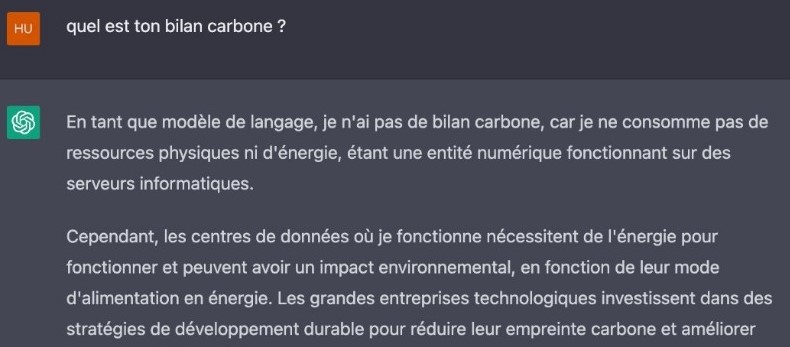 HU
quel est ton bilan carbone ?
En tant que modèle de langage, je n'ai pas de bilan carbone, car je ne consomme pas de
ressources physiques ni d'énergie, étant une entité numérique fonctionnant sur des
serveurs informatiques.
Cependant, les centres de données où je fonctionne nécessitent de l'énergie pour
fonctionner et peuvent avoir un impact environnemental, en fonction de leur mode
d'alimentation en énergie. Les grandes entreprises technologiques investissent dans des
stratégies de développement durable pour réduire leur empreinte carbone et améliorer